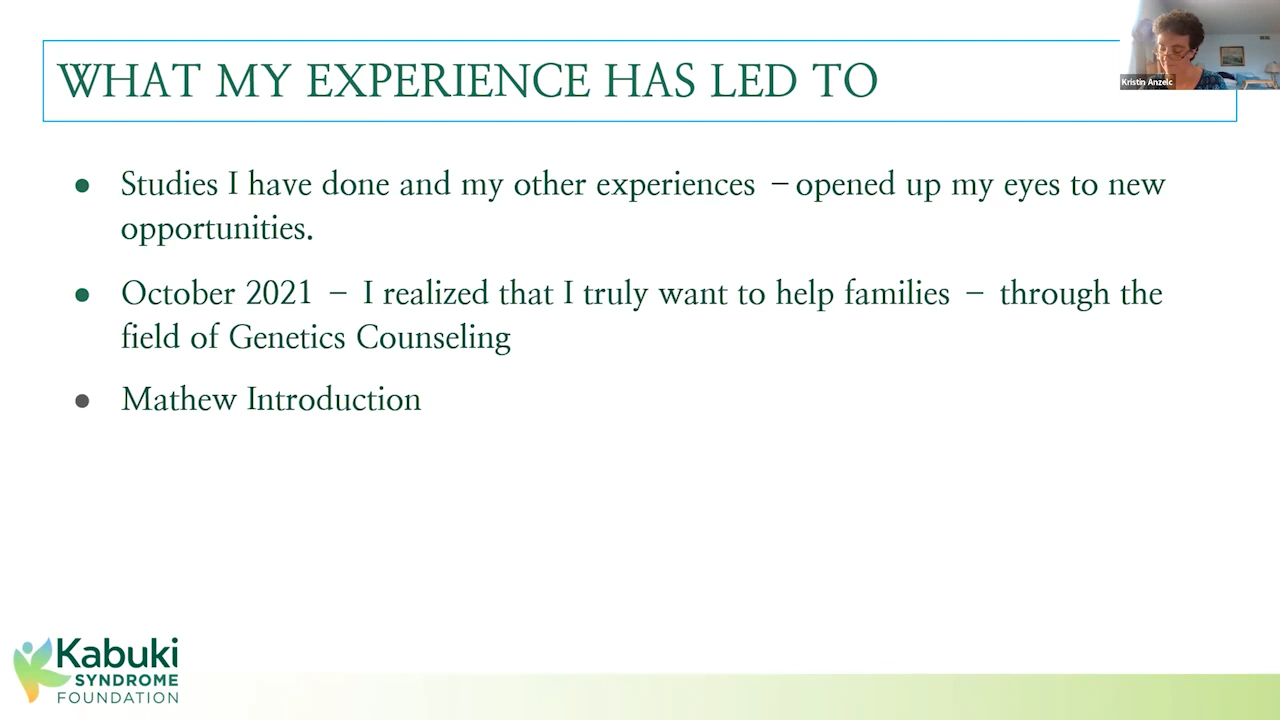 WHAT MY EXPERIENCE HAS LED TO
Kristin Anzelc
● Studies I have done and my other experiences – opened up my eyes to new
opportunities.
● October 2021 – I realized that I truly want to help families – through the
field of Genetics Counseling
● Mathew Introduction
Kabuki
SYNDROME
FOUNDATION